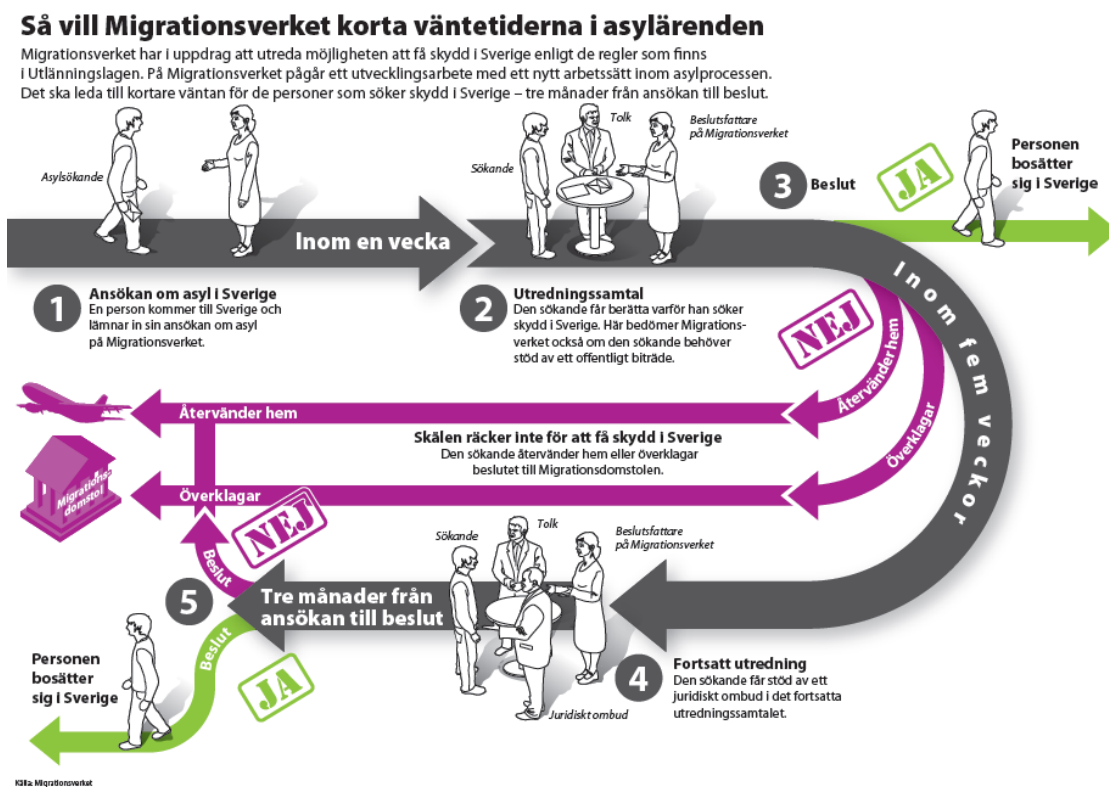 Så vill Migrationsverket korta väntetiderna i asylärenden
Migrationsverket har i uppdrag att utreda möjligheten att få skydd i Sverige enligt de regler som finns
i Utlänningslagen. På Migrationsverket pågår ett utvecklingsarbete med ett nytt arbetssätt inom asylprocessen.
Det ska leda till kortare väntan för de personer som söker skydd i Sverige – tre månader från ansökan till beslut.
Asylsökande
Inom en vecka
1
Ansökan om asyl i Sverige
En person kommer till Sverige och
lämnar in sin ansökan om asyl
på Migrationsverket.
Sökande
Tolk
Beslutsfattare
på Migrationsverket
2
Utredningssamtal
Den sökande får berätta varför han söker
skydd i Sverige. Här bedömer Migrations-
verket också om den sökande behöver
stöd av ett offentligt biträde.
3
Beslut
JA
Personen
bosätter
sig i Sverige
Inom fem veckor
NEJ
Återvänder hem
Överklagar
Återvänder hem
Skälen räcker inte för att få skydd i Sverige
Den sökande återvänder hem eller överklagar
beslutet till Migrationsdomstolen.
Överklagar
Migrations-
domstol
NEJ
Beslut
Sökande
Tolk
Beslutsfattare
på Migrationsverket
Juridiskt ombud
4
Fortsatt utredning
Den sökande får stöd av ett
juridiskt ombud i det fortsatta
utredningssamtalet.
Tre månader från
ansökan till beslut
5
Beslut
JA
Personen
bosätter
sig i Sverige
Källa: Migrationsverket